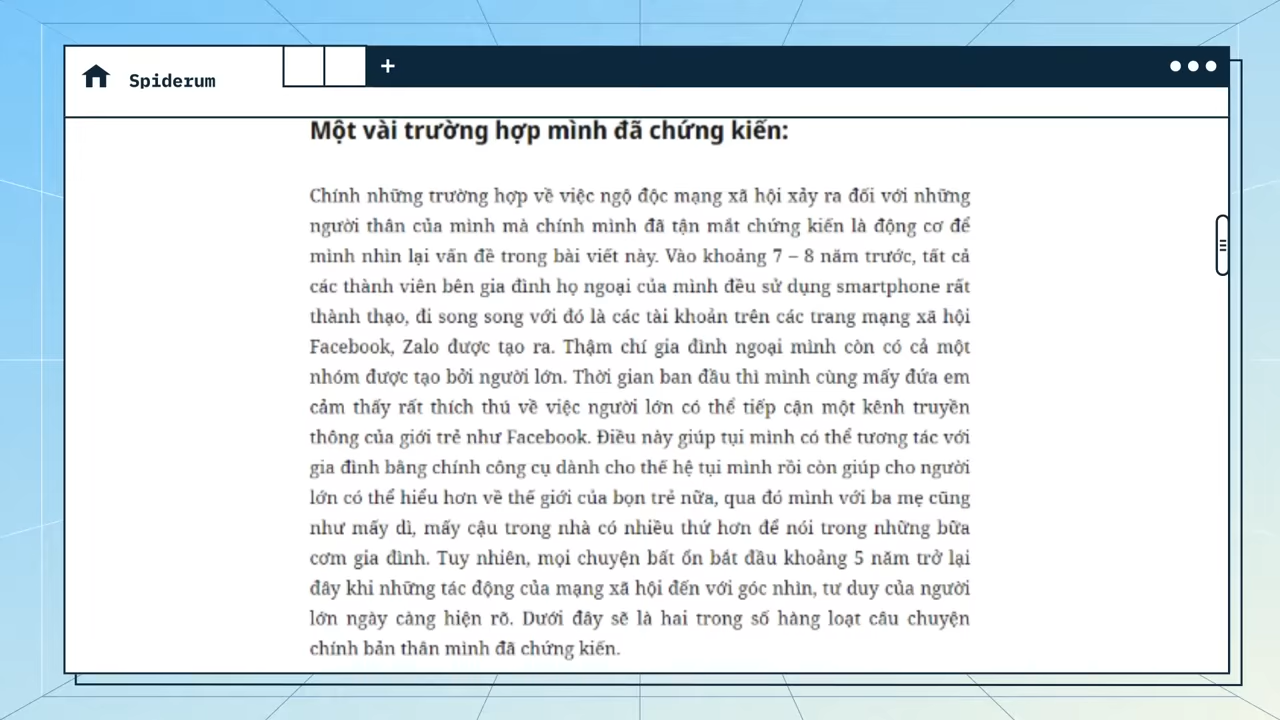 Spiderum
Một vài trường hợp mình đã chứng kiến:
Chính những trường hợp về việc ngộ độc mạng xã hội xảy ra đối với những
người thân của mình mà chính mình đã tận mắt chứng kiến là động cơ để
mình nhìn lại vấn đề trong bài viết này. Vào khoảng 7 – 8 năm trước, tất cả
các thành viên bên gia đình họ ngoại của mình đều sử dụng smartphone rất
thành thạo, đi song song với đó là các tài khoản trên các trang mạng xã hội
Facebook, Zalo được tạo ra. Thậm chí gia đình ngoại mình còn có cả một
nhóm được tạo bởi người lớn. Thời gian ban đầu thì mình cùng mấy đứa em
cảm thấy rất thích thú về việc người lớn có thể tiếp cận một kênh truyền
thông của giới trẻ như Facebook. Điều này giúp tụi mình có thể tương tác với
gia đình bằng chính công cụ dành cho thế hệ tụi mình rồi còn giúp cho người
lớn có thể hiểu hơn về thế giới của bọn trẻ nữa, qua đó mình với ba mẹ cũng
như mấy dì, mấy cậu trong nhà có nhiều thứ hơn để nói trong những bữa
cơm gia đình. Tuy nhiên, mọi chuyện bất ổn bắt đầu khoảng 5 năm trở lại
đây khi những tác động của mạng xã hội đến với góc nhìn, tư duy của người
lớn ngày càng hiện rõ. Dưới đây sẽ là hai trong số hàng loạt câu chuyện
chính bản thân mình đã chứng kiến.